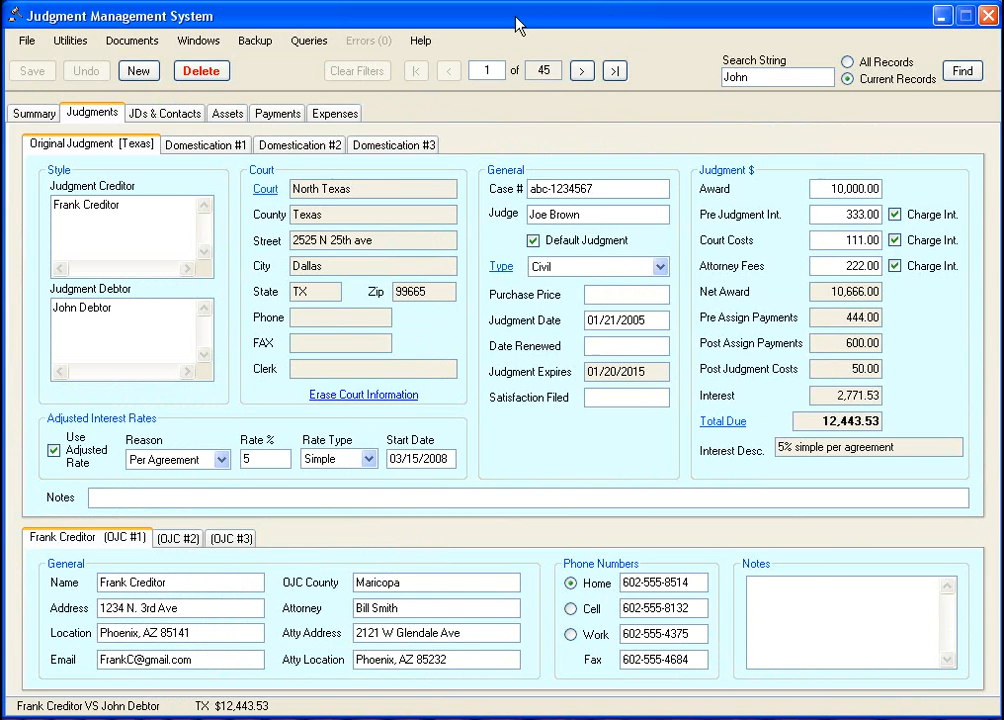 Judgment Management System
File Utilities Documents Windows Backup Queries Errors (0) Help
Save Undo New Delete Clear Filters |< < 1 of 45 > >| Search String John All Records Current Records Find
Summary Judgments JDs & Contacts Assets Payments Expenses
Original Judgment [Texas] Domestication #1 Domestication #2 Domestication #3
Style
Judgment Creditor
Frank Creditor
Judgment Debtor
John Debtor
Court
Court North Texas
County Texas
Street 2525 N 25th ave
City Dallas
State TX Zip 99665
Phone
FAX
Clerk
Erase Court Information
General
Case # abc-1234567
Judge Joe Brown
Default Judgment
Type Civil
Purchase Price
Judgment Date 01/21/2005
Date Renewed
Judgment Expires 01/20/2015
Satisfaction Filed
Judgment $
Award 10,000.00
Pre Judgment Int. 333.00 Charge Int.
Court Costs 111.00 Charge Int.
Attorney Fees 222.00 Charge Int.
Net Award 10,666.00
Pre Assign Payments 444.00
Post Assign Payments 600.00
Post Judgment Costs 50.00
Interest 2,771.53
Total Due 12,443.53
Interest Desc. 5% simple per agreement
Adjusted Interest Rates
Use Adjusted Rate
Reason Rate % Rate Type Start Date
Per Agreement 5 Simple 03/15/2008
Notes
Frank Creditor (OJC #1) (OJC #2) (OJC #3)
General
Name Frank Creditor OJC County Maricopa
Address 1234 N. 3rd Ave Attorney Bill Smith
Location Phoenix, AZ 85141 Atty Address 2121 W Glendale Ave
Email FrankC@gmail.com Atty Location Phoenix, AZ 85232
Phone Numbers
Home 602-555-8514
Cell 602-555-8132
Work 602-555-4375
Fax 602-555-4684
Notes
Frank Creditor VS John Debtor TX $12,443.53